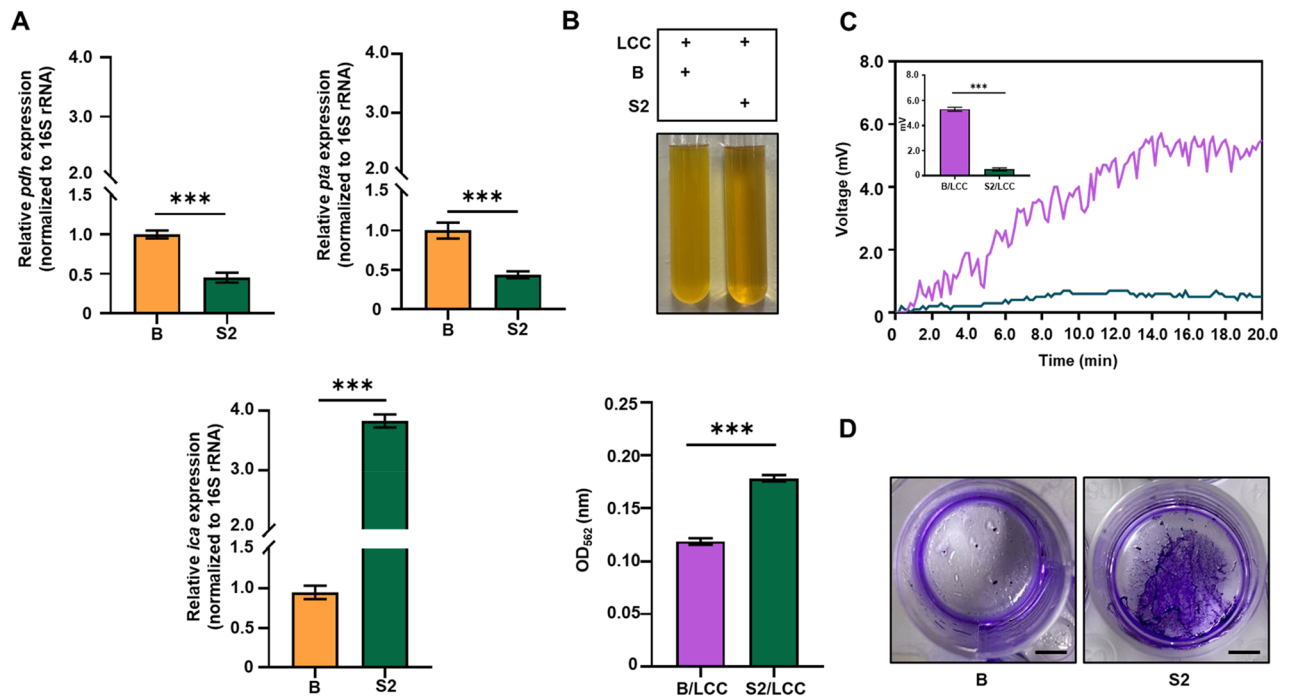 A
Relative pdh expression
(normalized to 16S rRNA)
4.0
3.0
2.0
1.5
1.0
0.5
0
***
B
S2
Relative pta expression
(normalized to 16S rRNA)
4.0
3.0
2.0
1.5
1.0
0.5
0
***
B
S2
Relative ica expression
(normalized to 16S rRNA)
4.0
3.0
2.0
1.5
1.0
0.5
0
***
B
S2
B
LCC + +
B +
S2 +
OD562 (nm)
0.25
0.20
0.15
0.10
0.05
0
***
B/LCC
S2/LCC
C
Voltage (mV)
8.0
6.0
4.0
2.0
0
0 2.0 4.0 6.0 8.0 10.0 12.0 14.0 16.0 18.0 20.0
Time (min)
mV
8.0
6.0
4.0
2.0
0.0
***
B/LCC
S2/LCC
D
B
S2